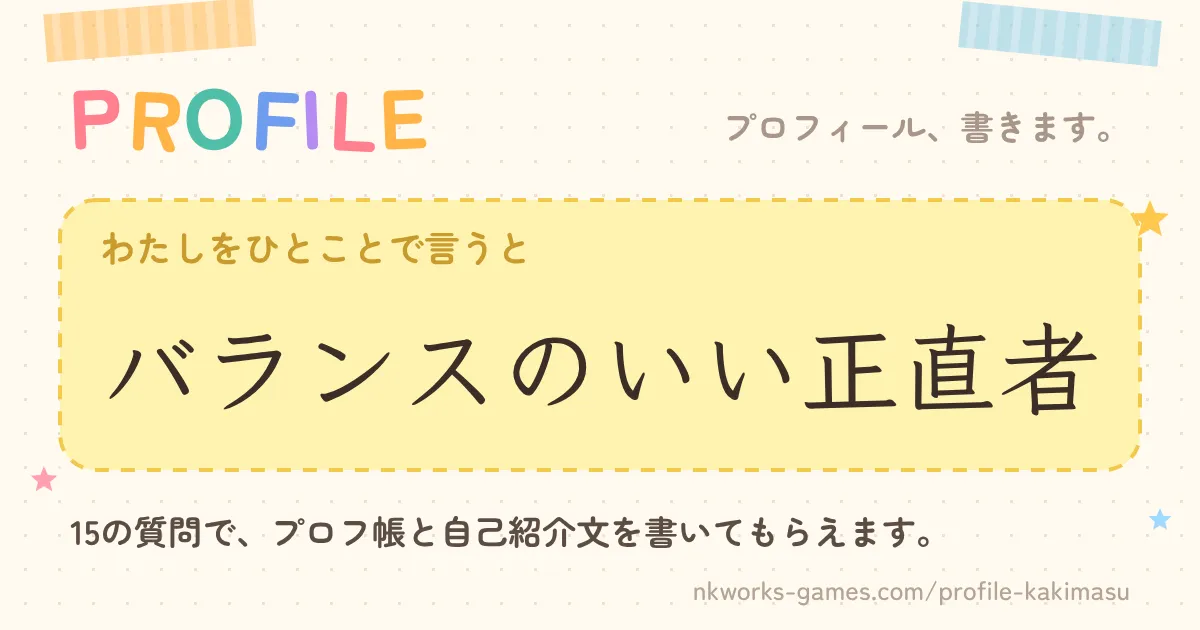 PROFILE
プロフィール、書きます。
わたしをひとことで言うと
バランスのいい正直者
15の質問で、プロフ帳と自己紹介文を書いてもらえます。
nkworks-games.com/profile-kakimasu